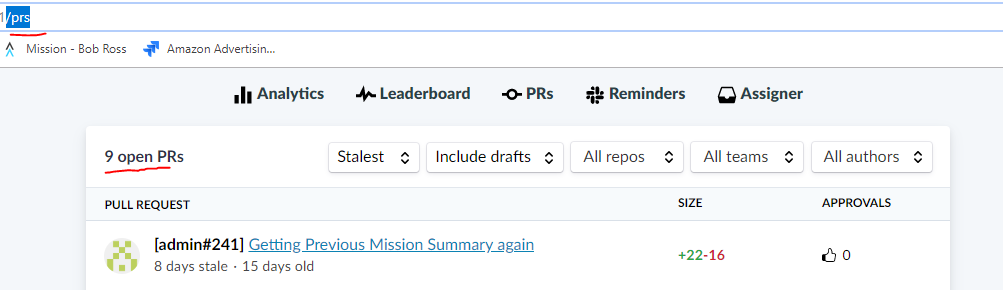 /prs
Mission - Bob Ross Amazon Advertisin...
Analytics Leaderboard PRs Reminders Assigner
9 open PRs Stalest Include drafts All repos All teams All authors
PULL REQUEST SIZE APPROVALS
[admin#241] Getting Previous Mission Summary again
+22-16 0
8 days stale · 15 days old